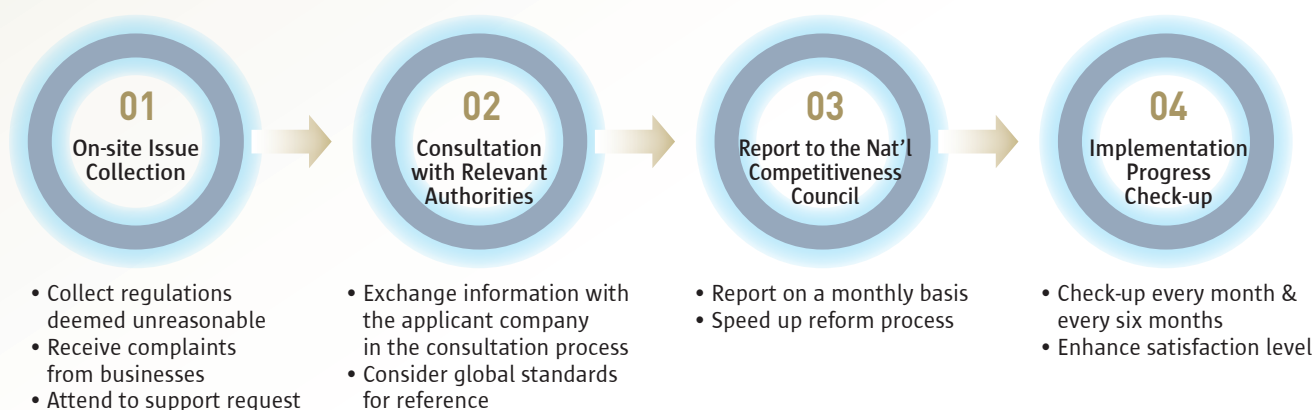 01
On-site Issue
Collection
• Collect regulations
deemed unreasonable
• Receive complaints
from businesses
• Attend to support request
02
Consultation
with Relevant
Authorities
• Exchange information with
the applicant company
in the consultation process
• Consider global standards
for reference
03
Report to the Nat’l
Competitiveness
Council
• Report on a monthly basis
• Speed up reform process
04
Implementation
Progress
Check-up
• Check-up every month &
every six months
• Enhance satisfaction level